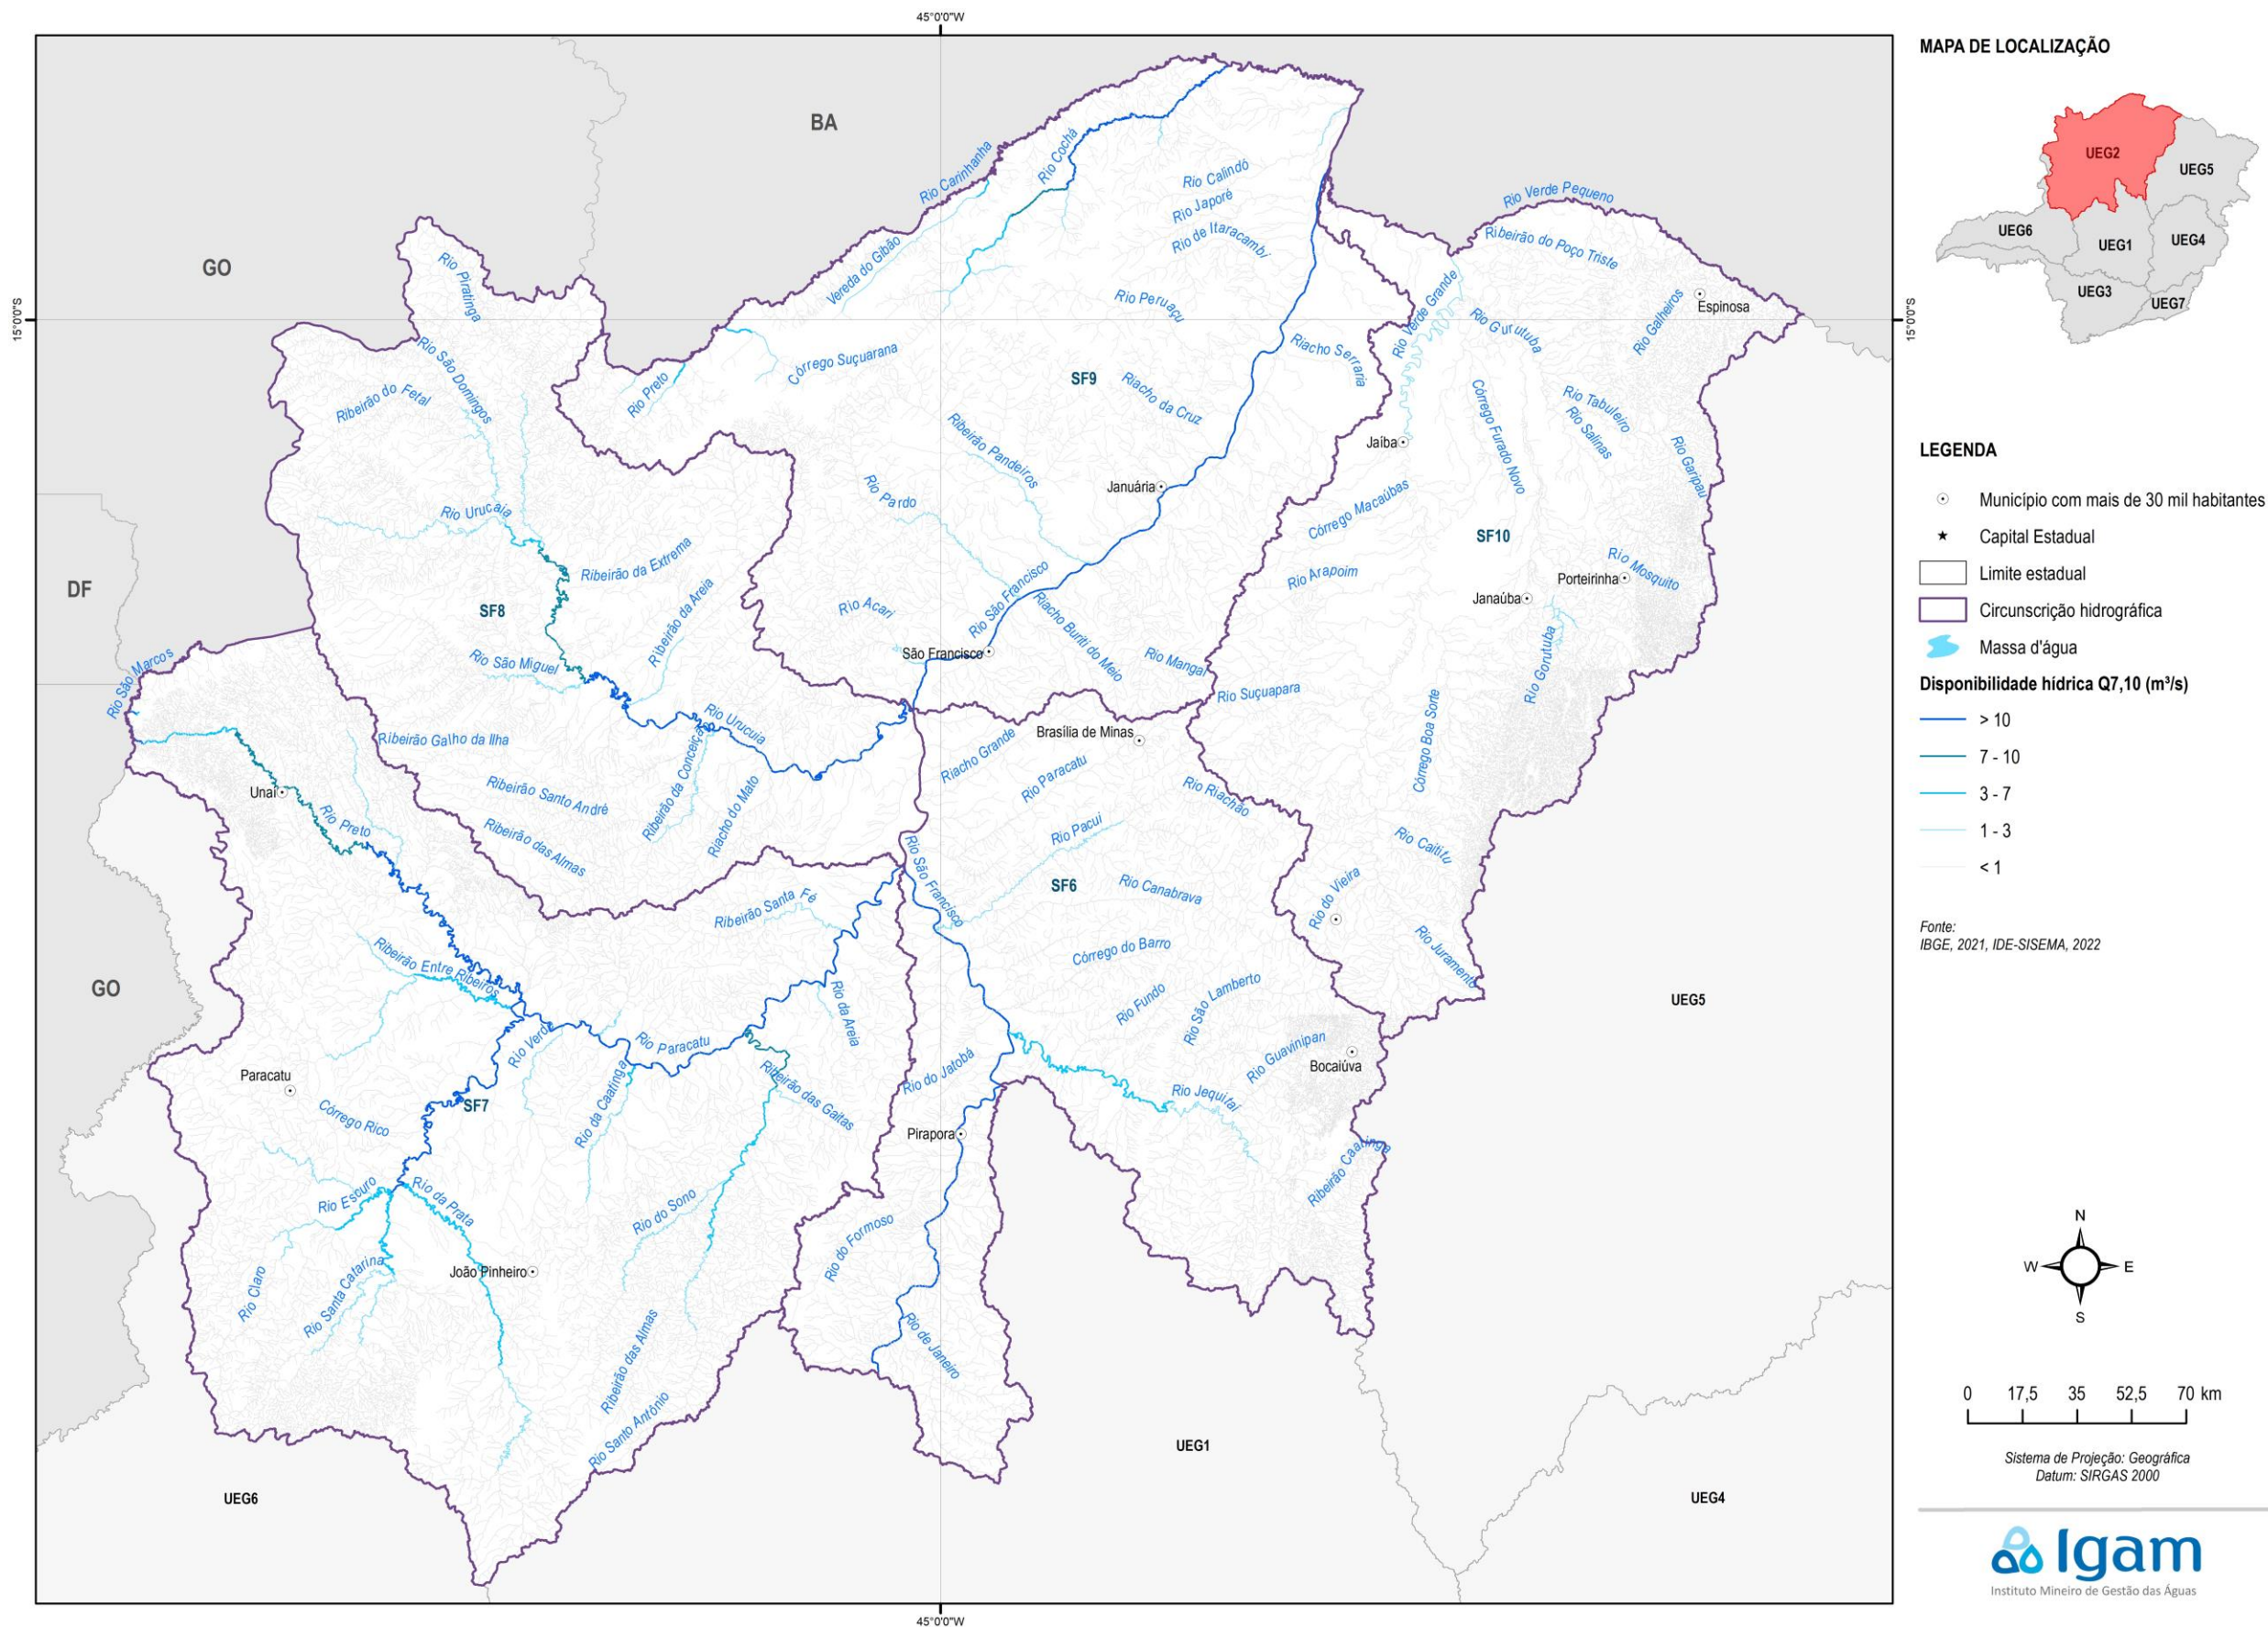 45°0'0"W
MAPA DE LOCALIZAÇÃO
UEG2
UEG5
UEG6
UEG1
UEG4
UEG3
UEG7
BA
GO
DF
GO
15°0'0"S
15°0'0"S
Rio Carinhanha
Rio Cochá
Rio Calindó
Rio Japoré
Rio de Itaracambi
Vereda do Gibão
Rio Peruaçu
Rio Verde Pequeno
Ribeirão do Poço Triste
Espinosa
Rio Galheiros
Rio Verde Grande
Rio Gurutuba
Riacho Serraria
Rio Piratinga
Rio São Domingos
Ribeirão do Fetal
Rio Preto
Córrego Suçuarana
SF9
Riacho da Cruz
Ribeirão Pandeiros
Januária
Rio Pardo
Jaíba
Córrego Furado Novo
Rio Tabuleiro
Rio Salinas
Rio Garipau
Córrego Macaúbas
SF10
Rio Urucaia
Ribeirão da Extrema
Rio Arapoim
Porteirinha
Rio Mosquito
Janaúba
SF8
Ribeirão da Areia
Rio Acari
Rio São Francisco
Riacho Buriti do Meio
São Francisco
Rio Mangal
Rio Gorutuba
Rio São Miguel
Rio São Marcos
Rio Suçuapara
Rio Urucuia
Ribeirão Galho da Ilha
Ribeirão da Conceição
Riacho Grande
Brasília de Minas
Córrego Boa Sorte
Unaí
Ribeirão Santo André
Riacho do Mato
Rio Paracatu
Rio Riachão
Rio Preto
Ribeirão das Almas
Rio Pacui
Rio Caititu
Rio São Francisco
SF6
Rio Canabrava
Rio do Vieira
Ribeirão Santa Fé
Ribeirão Entre Ribeiros
Córrego do Barro
Rio Juramento
Rio da Areia
Rio Fundo
Rio São Lamberto
Rio Verde
Rio Paracatu
Rio Guavinipan
Bocaiúva
Paracatu
Rio da Caatinga
Ribeirão das Gaitas
Rio do Jatobá
Rio Jequitaí
SF7
Córrego Rico
Pirapora
Ribeirão Caatinga
Rio Escuro
Rio da Prata
Rio do Sono
Rio do Formoso
Rio Claro
Rio Santa Catarina
João Pinheiro
Ribeirão das Almas
Rio de Janeiro
Rio Santo Antônio
UEG5
UEG1
UEG6
UEG4
45°0'0"W
LEGENDA
Município com mais de 30 mil habitantes
Capital Estadual
Limite estadual
Circunscrição hidrográfica
Massa d'água
Disponibilidade hídrica Q7,10 (m³/s)
> 10
7 - 10
3 - 7
1 - 3
< 1
Fonte:
IBGE, 2021, IDE-SISEMA, 2022
N
W E
S
0 17,5 35 52,5 70 km
Sistema de Projeção: Geográfica
Datum: SIRGAS 2000
Igam
Instituto Mineiro de Gestão das Águas